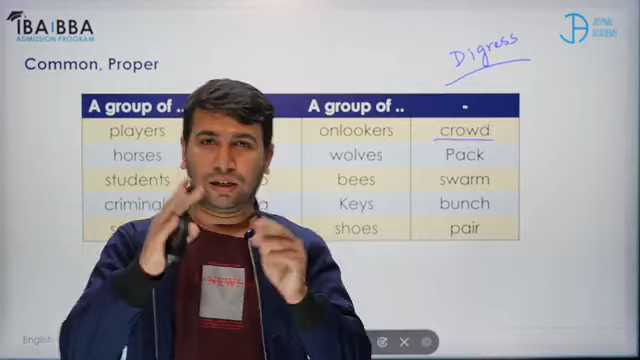 IBA|BBA
ADMISSION PROGRAM
JOYNAL
ACADEMY
Digress
Common, Proper
A group of .. A group of .. -
players onlookers crowd
horses wolves Pack
students bees swarm
Keys bunch
shoes pair
NEWS
English